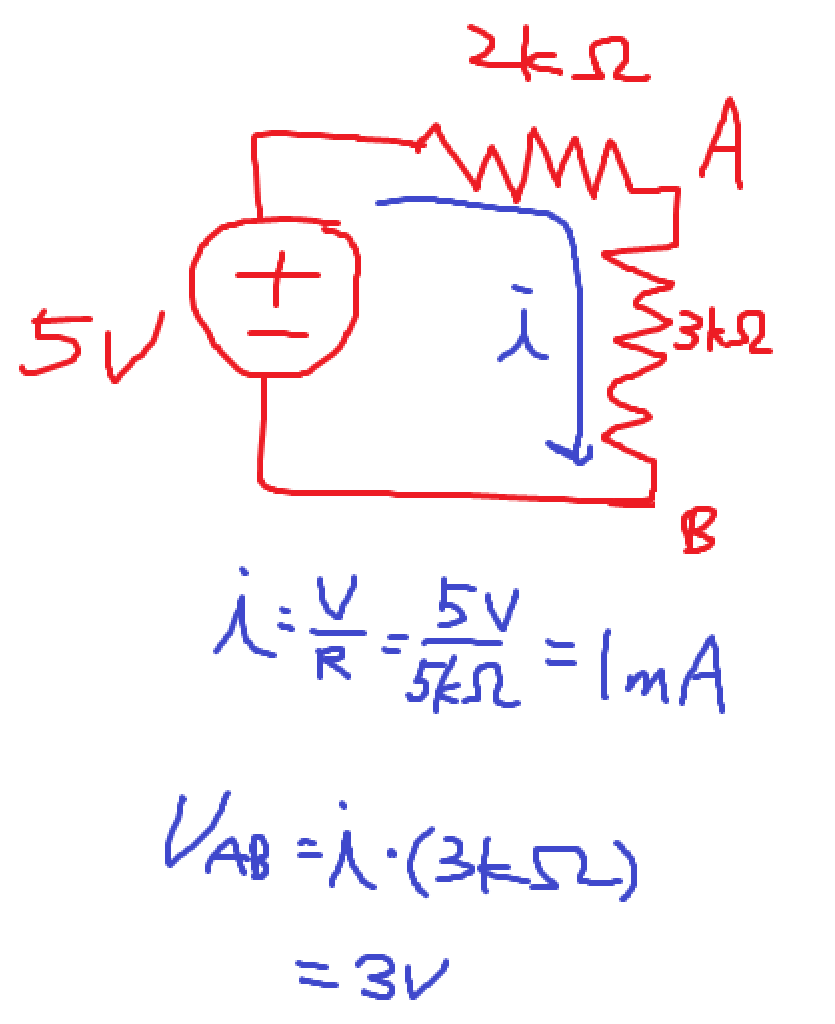 2kΩ
A
+
−
5V
i
3kΩ
B
i = V/R = 5V/5kΩ = 1mA
V_AB = i·(3kΩ)
= 3V